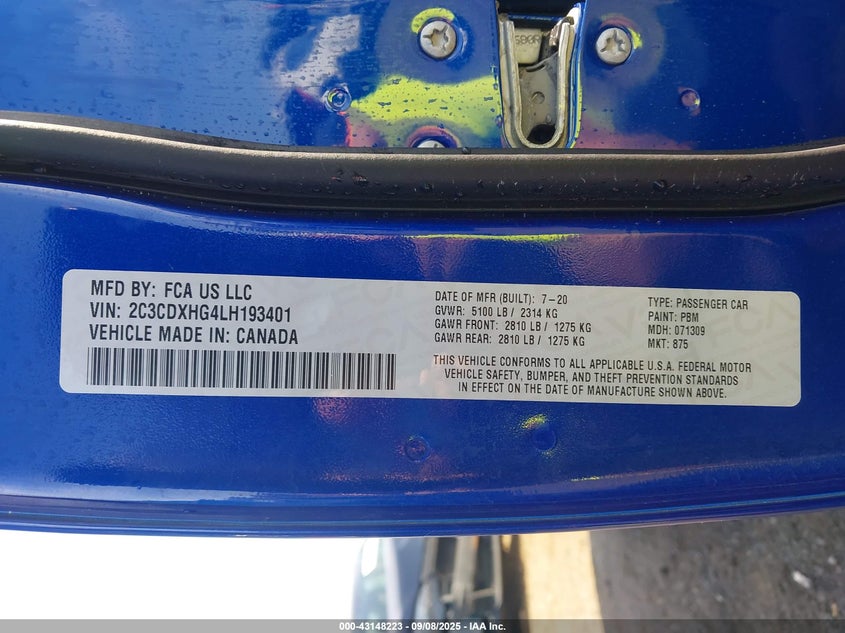 MFD BY: FCA US LLC
VIN: 2C3CDXHG4LH193401
VEHICLE MADE IN: CANADA
DATE OF MFR (BUILT): 7-20
GVWR: 5100 LB / 2314 KG
GAWR FRONT: 2810 LB / 1275 KG
GAWR REAR: 2810 LB / 1275 KG
TYPE: PASSENGER CAR
PAINT: PBM
MDH: 071309
MKT: 875
THIS VEHICLE CONFORMS TO ALL APPLICABLE U.S.A. FEDERAL MOTOR
VEHICLE SAFETY, BUMPER, AND THEFT PREVENTION STANDARDS
IN EFFECT ON THE DATE OF MANUFACTURE SHOWN ABOVE.
000-43148223 - 09/08/2025 - IAA, Inc.